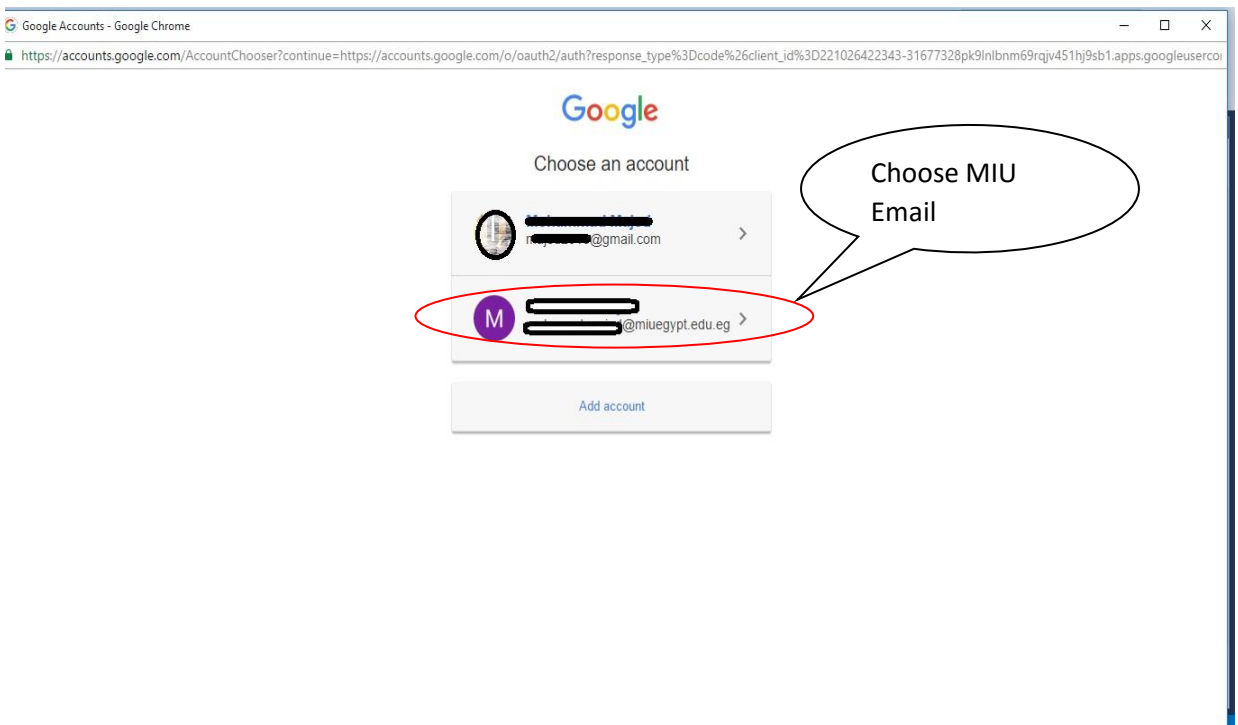 Google Accounts - Google Chrome
https://accounts.google.com/AccountChooser?continue=https://accounts.google.com/o/oauth2/auth?response_type%3Dcode%26client_id%3D221026422343-31677328pk9lnlbnm69rqjv451hj9sb1.apps.googleuserco
Google
Choose an account
Choose MIU
Email
@gmail.com
M
@miuegypt.edu.eg
Add account